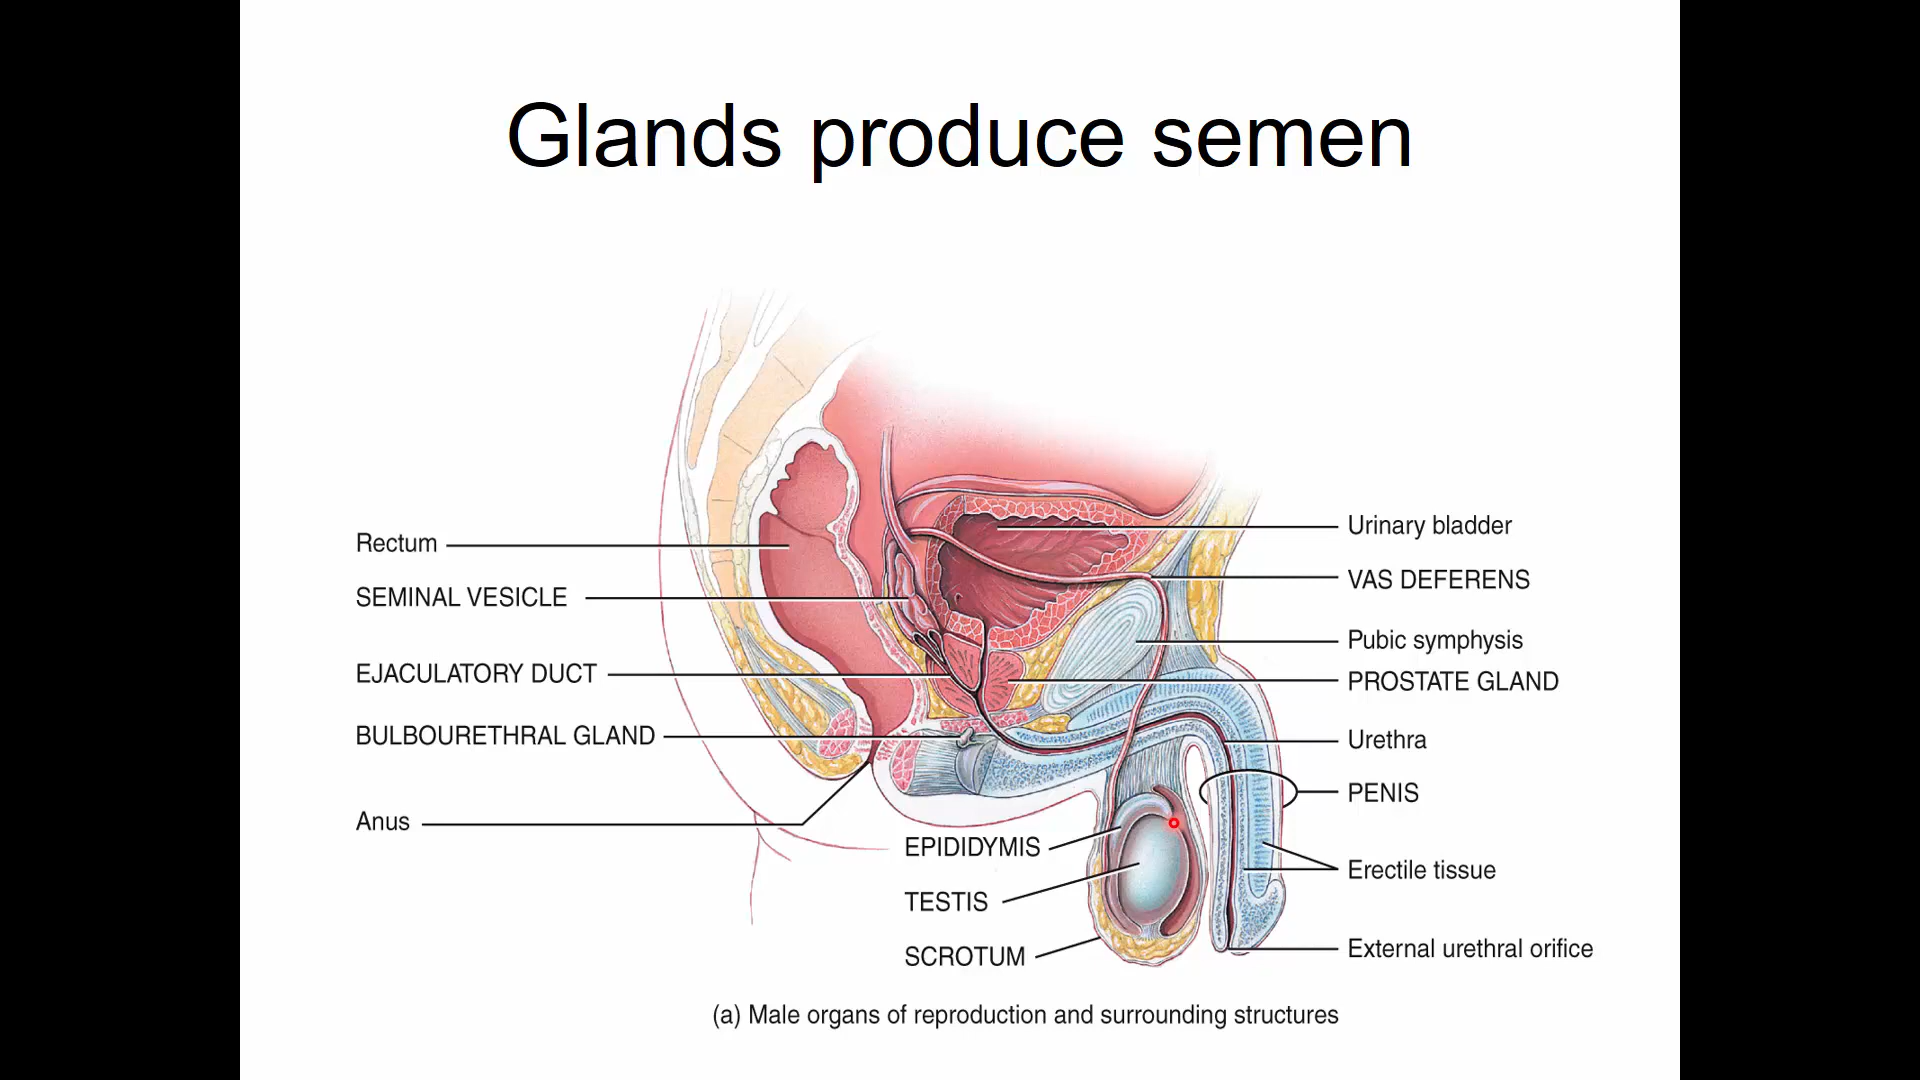 Glands produce semen
Rectum
SEMINAL VESICLE
EJACULATORY DUCT
BULBOURETHRAL GLAND
Anus
EPIDIDYMIS
TESTIS
SCROTUM
Urinary bladder
VAS DEFERENS
Pubic symphysis
PROSTATE GLAND
Urethra
PENIS
Erectile tissue
External urethral orifice
(a) Male organs of reproduction and surrounding structures